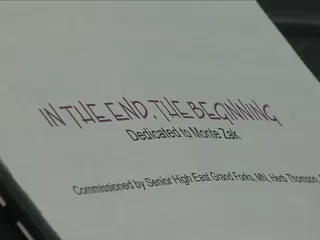 IN THE END, THE BEGINNING
Dedicated to Monte Zak
Commissioned by Senior High East Grand Forks, MN, Herb Thomson,